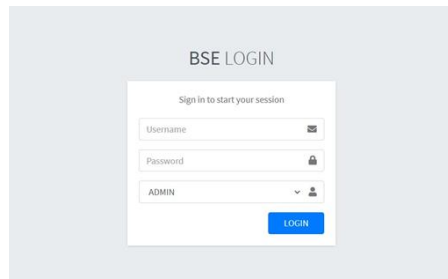 BSE LOGIN
Sign in to start your session
Username
Password
ADMIN
LOGIN